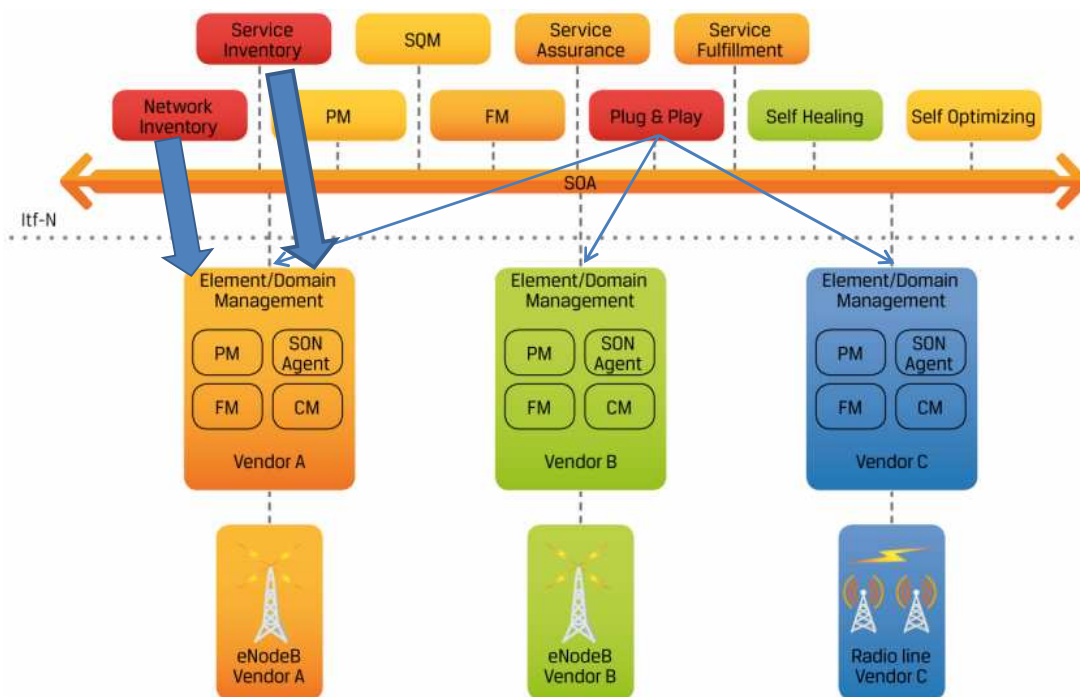 Service
Inventory
SQM
Service
Assurance
Service
Fulfillment
Network
Inventory
PM
FM
Plug & Play
Self Healing
Self Optimizing
SOA
Itf-N
Element/Domain
Management
PM
SON
Agent
FM
CM
Vendor A
Element/Domain
Management
PM
SON
Agent
FM
CM
Vendor B
Element/Domain
Management
PM
SON
Agent
FM
CM
Vendor C
eNodeB
Vendor A
eNodeB
Vendor B
Radio line
Vendor C